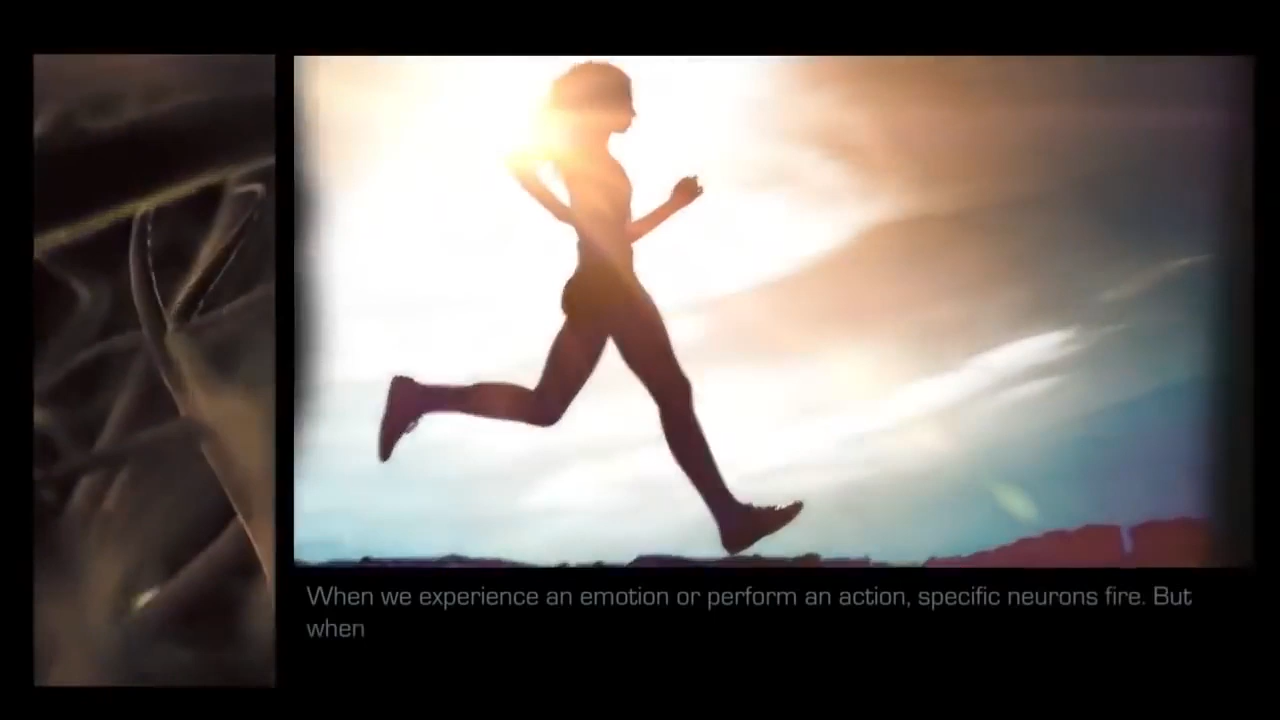 When we experience an emotion or perform an action, specific neurons fire. But
when